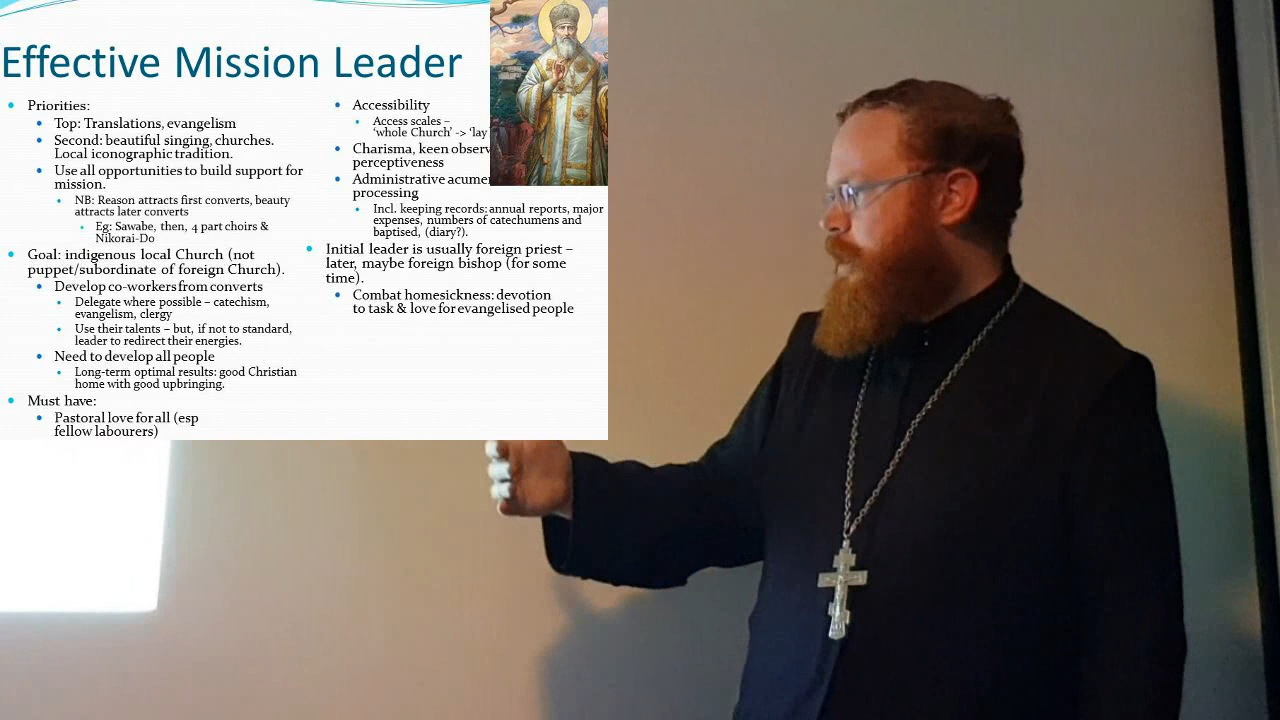 Effective Mission Leader
Priorities:
Top: Translations, evangelism
Second: beautiful singing, churches.
Local iconographic tradition.
Use all opportunities to build support for
mission.
NB: Reason attracts first converts, beauty
attracts later converts
Eg: Sawabe, then, 4 part choirs &
Nikorai-Do
Goal: indigenous local Church (not
puppet/subordinate of foreign Church).
Develop co-workers from converts
Delegate where possible – catechism,
evangelism, clergy
Use their talents – but, if not to standard,
leader to redirect their energies.
Need to develop all people
Long-term optimal results: good Christian
home with good upbringing.
Must have:
Pastoral love for all (esp
fellow labourers)
Accessibility
Access scales –
'whole Church' -> 'lay
Charisma, keen observ
perceptiveness
Administrative acume
processing
Incl. keeping records: annual reports, major
expenses, numbers of catechumens and
baptised, (diary?).
Initial leader is usually foreign priest –
later, maybe foreign bishop (for some
time).
Combat homesickness: devotion
to task & love for evangelised people